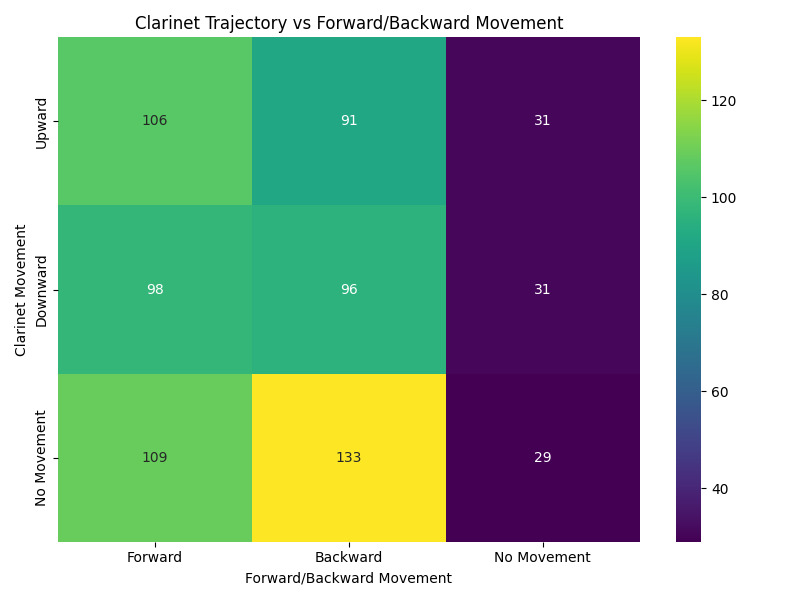 Clarinet Trajectory vs Forward/Backward Movement
Clarinet Movement
Upward
106 91 31
Downward
98 96 31
No Movement
109 133 29
Forward Backward No Movement
Forward/Backward Movement
120
100
80
60
40